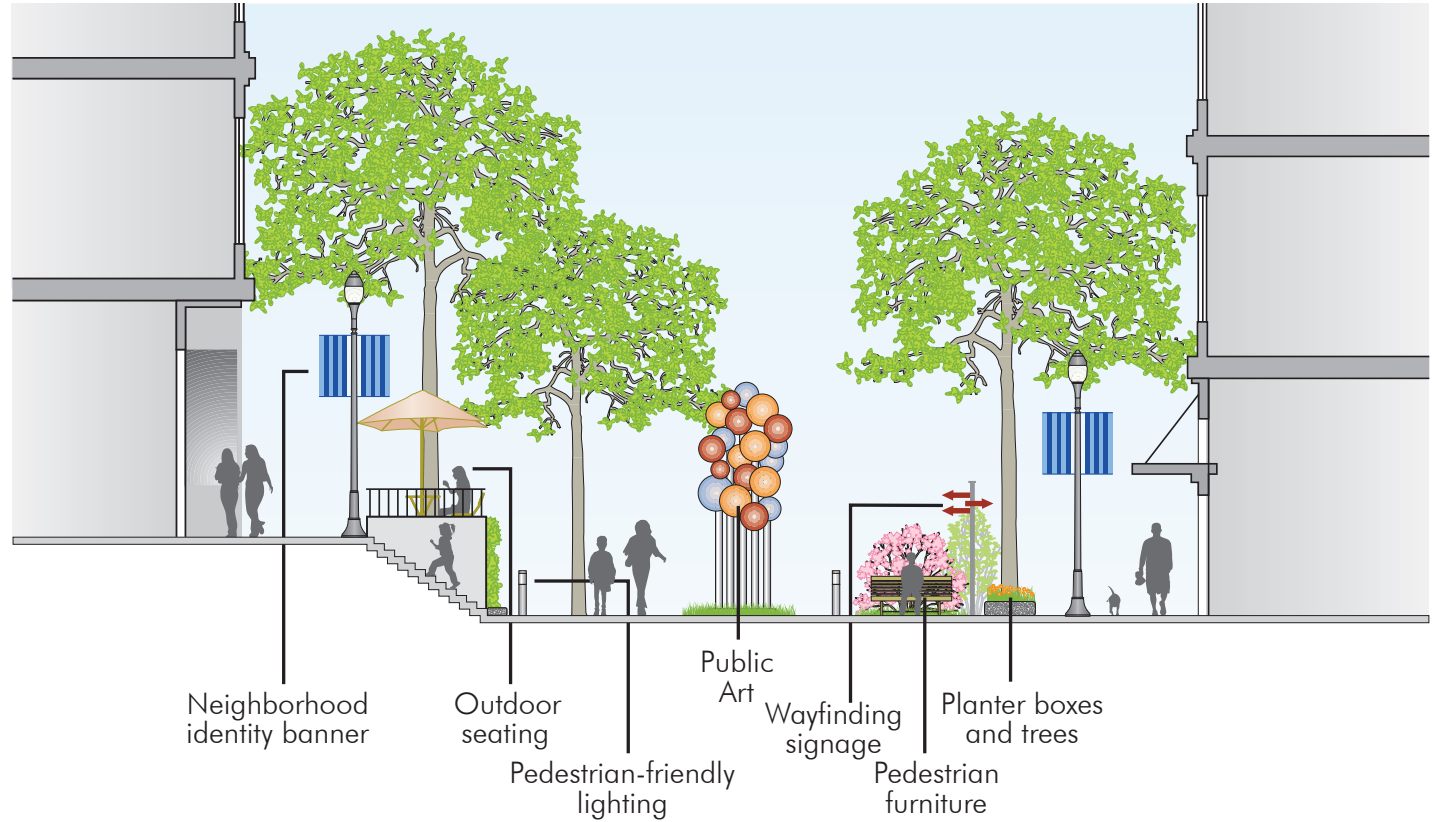 Neighborhood
identity banner
Outdoor
seating
Pedestrian-friendly
lighting
Public
Art
Wayfinding
signage
Pedestrian
furniture
Planter boxes
and trees